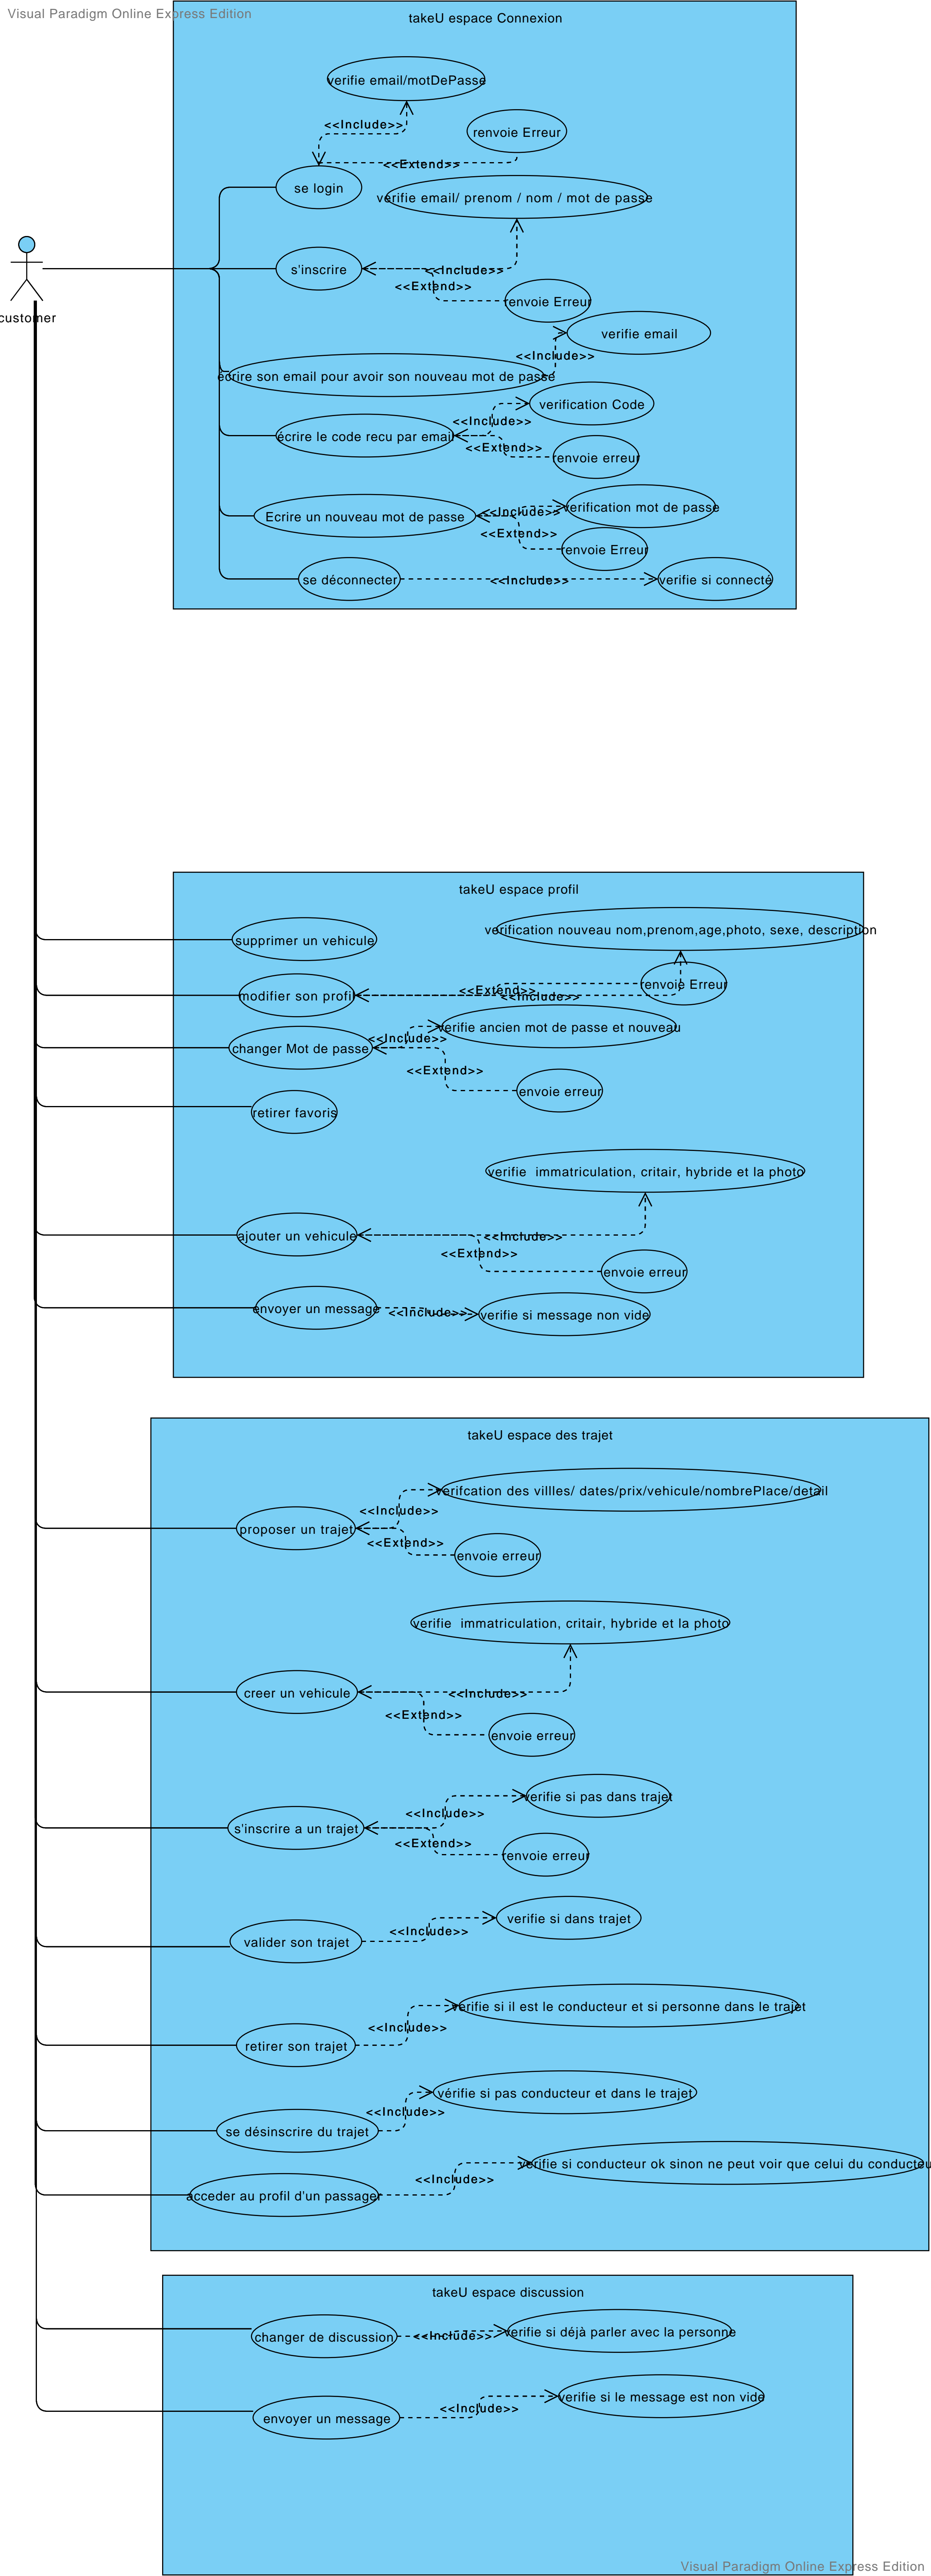 Visual Paradigm Online Express Edition
takeU espace Connexion
verifie email/motDePasse
<<Include>>
renvoie Erreur
<<Extend>>
se login
verifie email/ prenom / nom / mot de passe
s'inscrire
<<Include>>
<<Extend>>
renvoie Erreur
customer
verifie email
<<Include>>
écrire son email pour avoir son nouveau mot de passe
verification Code
<<Include>>
écrire le code recu par email
<<Extend>>
renvoie erreur
verification mot de passe
<<Include>>
Ecrire un nouveau mot de passe
<<Extend>>
renvoie Erreur
se déconnecter
<<Include>>
verifie si connecté
takeU espace profil
verification nouveau nom,prenom,age,photo, sexe, description
supprimer un vehicule
renvoie Erreur
<<Extend>>
modifier son profil
<<Include>>
verifie ancien mot de passe et nouveau
<<Include>>
changer Mot de passe
<<Extend>>
envoie erreur
retirer favoris
verifie  immatriculation, critair, hybride et la photo
ajouter un vehicule
<<Include>>
<<Extend>>
envoie erreur
envoyer un message
<<Include>>
verifie si message non vide
takeU espace des trajet
verifcation des villles/ dates/prix/vehicule/nombrePlace/detail
<<Include>>
proposer un trajet
<<Extend>>
envoie erreur
verifie  immatriculation, critair, hybride et la photo
creer un vehicule
<<Include>>
<<Extend>>
envoie erreur
verifie si pas dans trajet
<<Include>>
s'inscrire a un trajet
<<Extend>>
renvoie erreur
verifie si dans trajet
<<Include>>
valider son trajet
verifie si il est le conducteur et si personne dans le trajet
<<Include>>
retirer son trajet
vérifie si pas conducteur et dans le trajet
<<Include>>
se désinscrire du trajet
verifie si conducteur ok sinon ne peut voir que celui du conducteu
<<Include>>
acceder au profil d'un passager
takeU espace discussion
verifie si déjà parler avec la personne
changer de discussion
<<Include>>
verifie si le message est non vide
<<Include>>
envoyer un message
Visual Paradigm Online Express Edition